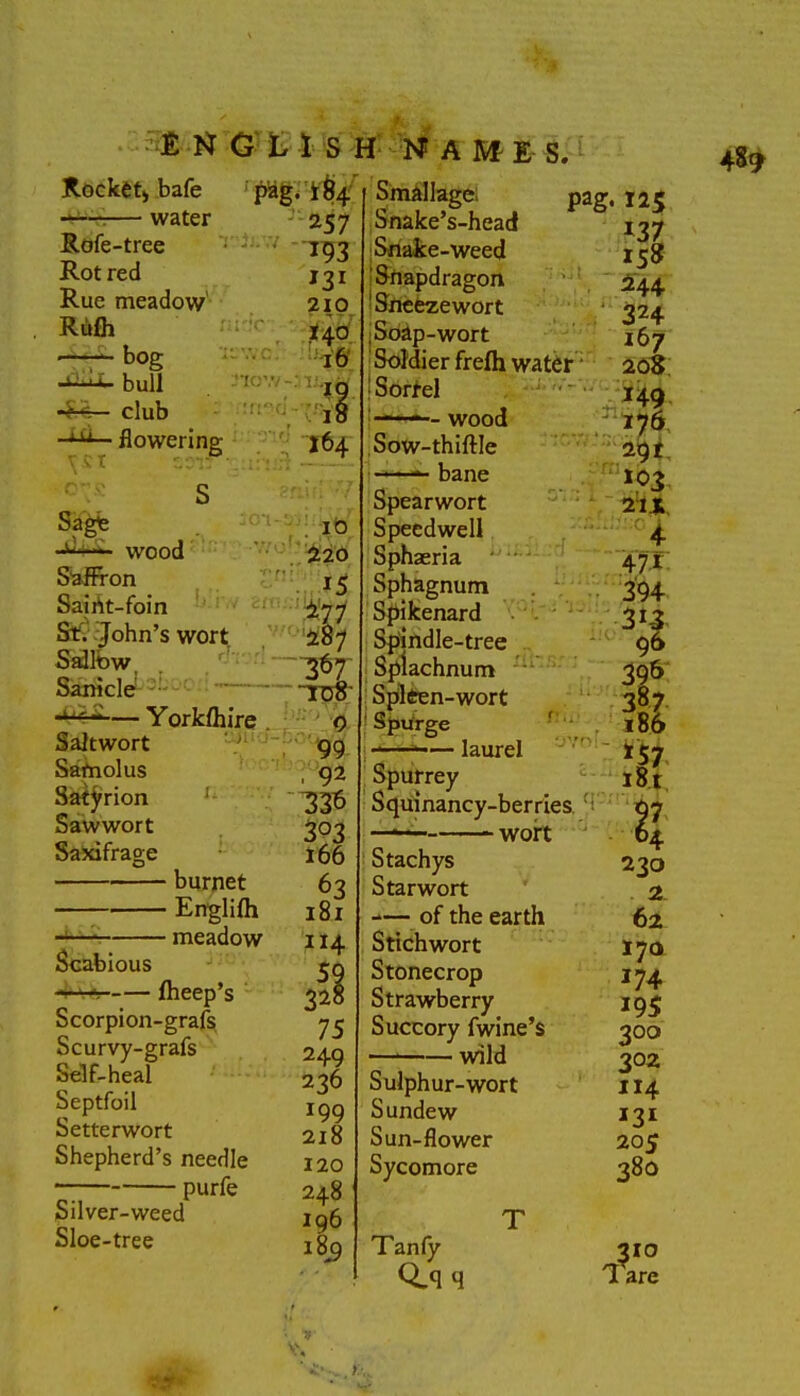 ENGLISH NAMES. 489
Rocket, bafe pag. 184
—— water 257
Rofe-tree 193
Rot red 131
Rue meadow 210
Rúſh 140
—— bog 16
—— bull 19
—— club 18
—— flowering 164
S
Sage 10
—— wood 220
Saffron 15
Saint-foin 277
St. John's wort 287
Sallow 367
Sanicle 108
—— Yorkſhire 9
Saltwort 99
Samolus 92
Satyrion 336
Sawwort 303
Saxifrage 166
—— burnet 63
—— Engliſh 181
—— meadow 114
Scabious 59
—— ſheep's 328
Scorpion-graſs 75
Scurvy-graſs 249
Self-heal 236
Septfoil 199
Setterwort 218
Shepherd's needle 120
—— purſe 248
Silver-weed 196
Sloe-tree 189
Smallage pag. 125
Snake's-head 137
Snake-weed 158
Snapdragon 244
Sneezewort 324
Soap-wort 167
Soldier freſh water 208
Sorrel 149
—— wood 176
Sow-thiſtle 291
—— bane 103
Spearwort 211
Speedwell 4
Sphæria 471
Sphagnum 394
Spikenard 313
Spindle-tree 96
Splachnum 396
Spleen-wort 387
Spurge 186
—— laurel 157
Spurrey 181
Squinancy-berries 97
—— wort 64
Stachys 230
Starwort 2
—— of the earth 62
Stichwort 170
Stonecrop 174
Strawberry 195
Succory ſwine's 300
—— wild 302
Sulphur-wort 114
Sundew 131
Sun-flower 205
Sycomore 380
T
Tanſy 310
Q q q Tare